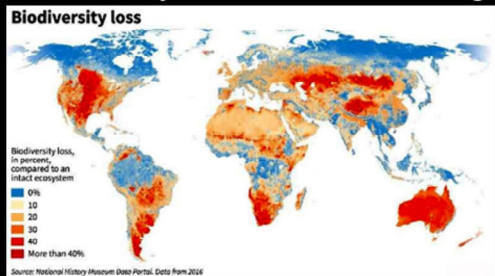 Biodiversity loss
Biodiversity loss,
in percent,
compared to an
intact ecosystem
0%
10
20
30
40
More than 40%
Source: National History Museum Data Portal. Data from 2016